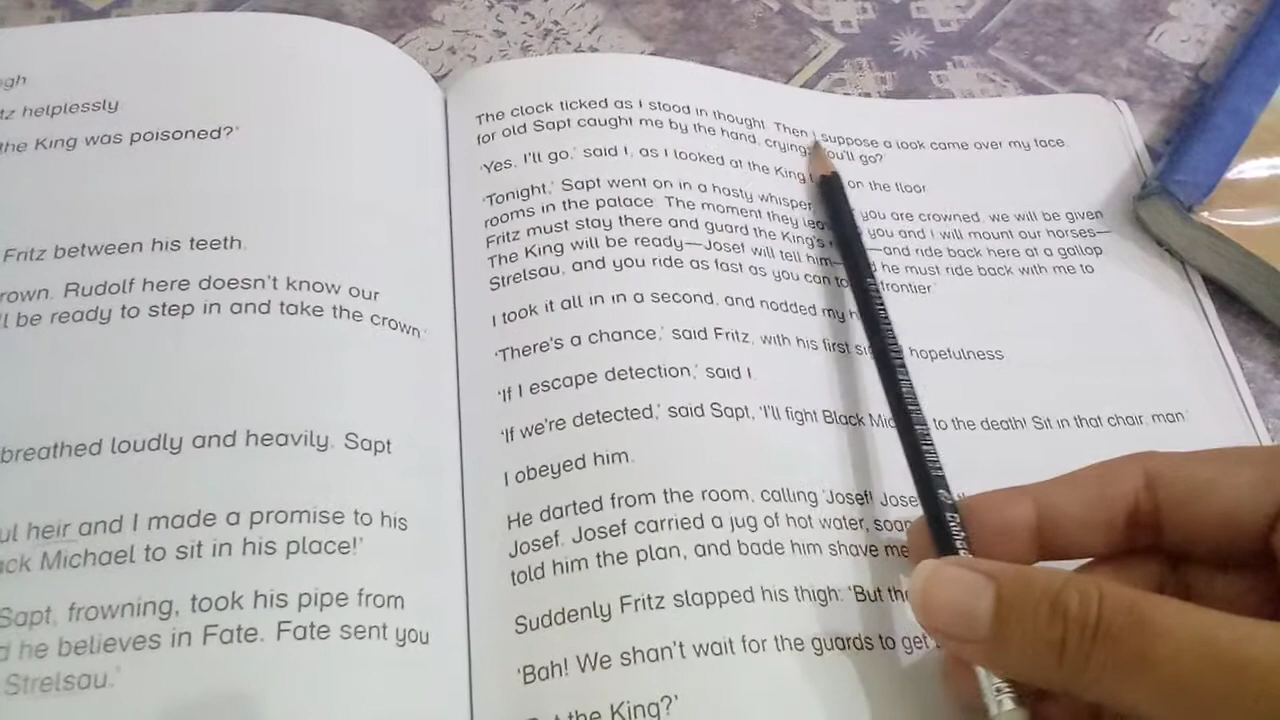 gh
tz helplessly
the King was poisoned?'
Fritz between his teeth.
rown. Rudolf here doesn't know our
ll be ready to step in and take the crown.'
breathed loudly and heavily. Sapt
ul heir and I made a promise to his
ck Michael to sit in his place!'
Sapt, frowning, took his pipe from
d he believes in Fate. Fate sent you
Strelsau.'
The clock ticked as I stood in thought. Then I suppose a look came over my face,
for old Sapt caught me by the hand, crying: You'll go?
'Yes, I'll go,' said I, as I looked at the King on the floor.
'Tonight,' Sapt went on in a hasty whisper, you are crowned, we will be given
rooms in the palace. The moment they you and I will mount our horses—
Fritz must stay there and guard the King's —and ride back here at a gallop.
The King will be ready—Josef will tell him— he must ride back with me to
Strelsau, and you ride as fast as you can to frontier.'
I took it all in in a second, and nodded my
'There's a chance,' said Fritz, with his first hopefulness.
'If I escape detection,' said I.
'If we're detected,' said Sapt, 'I'll fight Black to the death! Sit in that chair, man.'
I obeyed him.
He darted from the room, calling 'Josef!
Josef. Josef carried a jug of hot water,
told him the plan, and bade him shave me
Suddenly Fritz slapped his thigh: 'But
'Bah! We shan't wait for the guards to get
the King?'